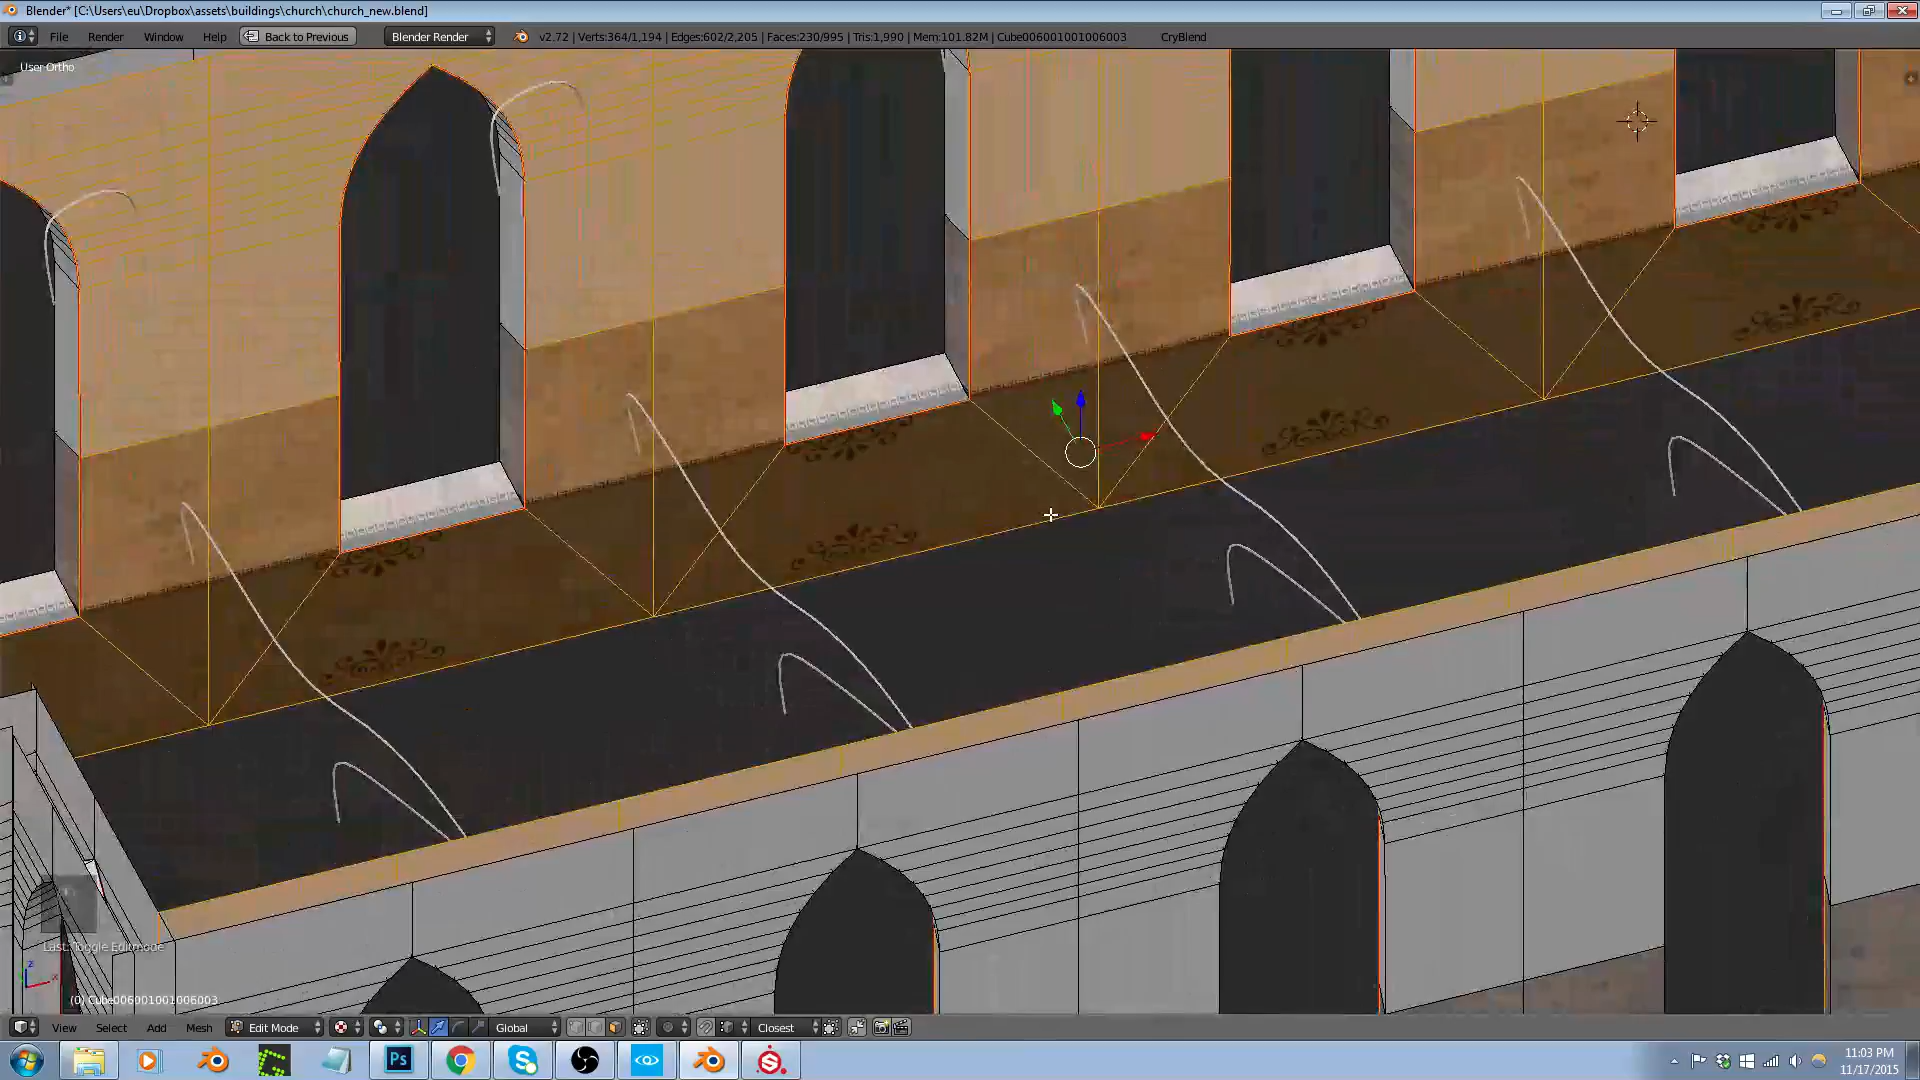 Blender* [C:\Users\eu\Dropbox\assets\buildings\church\church_new.blend]
File Render Window Help Back to Previous Blender Render v2.72 | Verts:364/1,194 | Edges:602/2,205 | Faces:230/995 | Tris:1,990 | Mem:101.82M | Cube006001001006003 CryBlend
User Ortho
Last: Toggle Editmode
z
x
(0) Cube006001001006003
View Select Add Mesh Edit Mode Global Closest
Ps
S
11:03 PM
11/17/2015